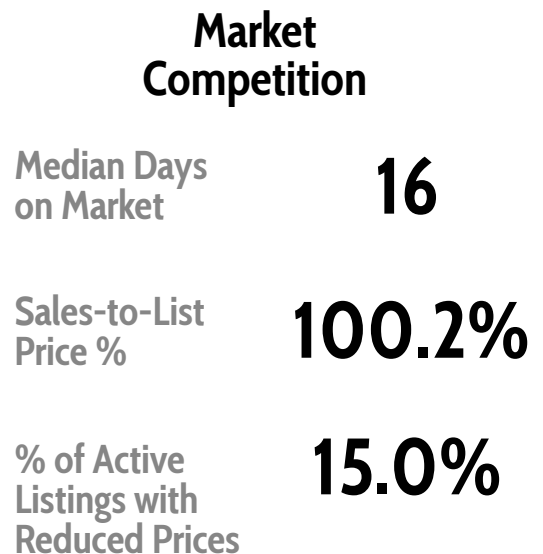 Market
Competition
Median Days
on Market
16
Sales-to-List
Price %
100.2%
% of Active
Listings with
Reduced Prices
15.0%